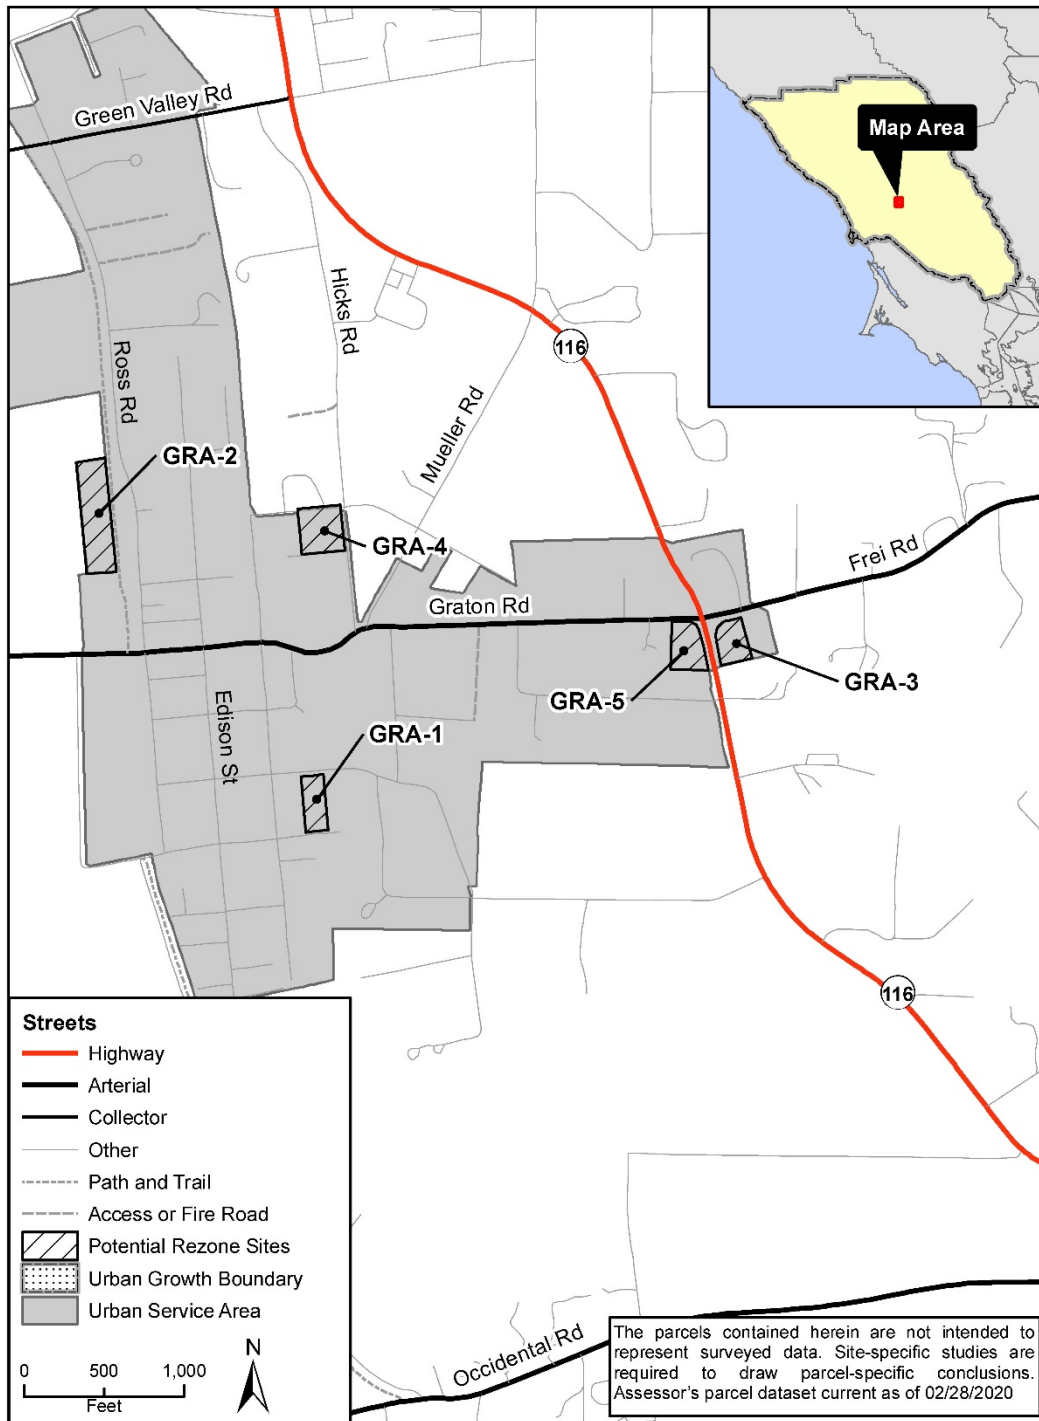 Green Valley Rd
Map Area
Hicks Rd
116
Ross Rd
Mueller Rd
GRA-2
GRA-4
Frei Rd
Graton Rd
GRA-3
GRA-5
Edison St
GRA-1
116
Streets
Highway
Arterial
Collector
Other
Path and Trail
Access or Fire Road
Potential Rezone Sites
Urban Growth Boundary
Urban Service Area
N
0 500 1,000
Feet
Occidental Rd
The parcels contained herein are not intended to
represent surveyed data. Site-specific studies are
required to draw parcel-specific conclusions.
Assessor's parcel dataset current as of 02/28/2020